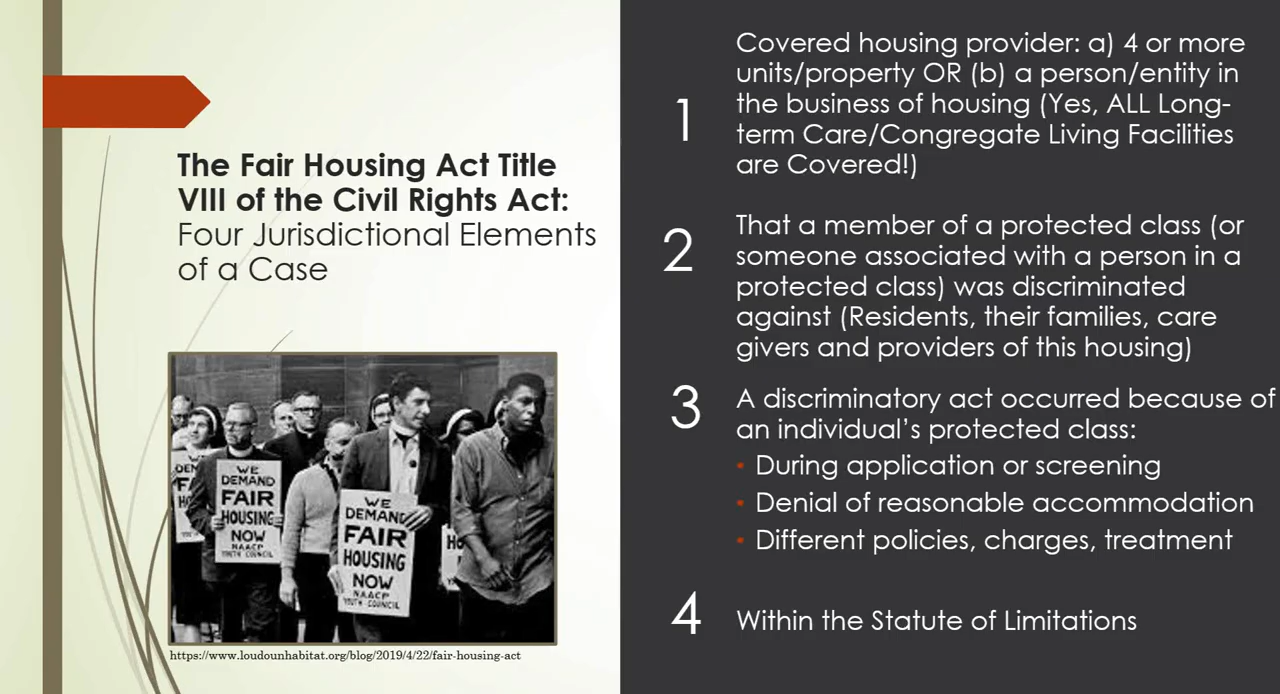 The Fair Housing Act Title
VIII of the Civil Rights Act:
Four Jurisdictional Elements
of a Case
WE
DEMAND
FAIR
HOUSING
NOW
NAACP
YOUTH COUNCIL
WE
DEMAND
FAIR
HOUSING
NOW
NAACP
YOUTH COUNCIL
https://www.loudounhabitat.org/blog/2019/4/22/fair-housing-act
1
Covered housing provider: a) 4 or more
units/property OR (b) a person/entity in
the business of housing (Yes, ALL Long-
term Care/Congregate Living Facilities
are Covered!)
2
That a member of a protected class (or
someone associated with a person in a
protected class) was discriminated
against (Residents, their families, care
givers and providers of this housing)
3
A discriminatory act occurred because of
an individual’s protected class:
• During application or screening
• Denial of reasonable accommodation
• Different policies, charges, treatment
4
Within the Statute of Limitations